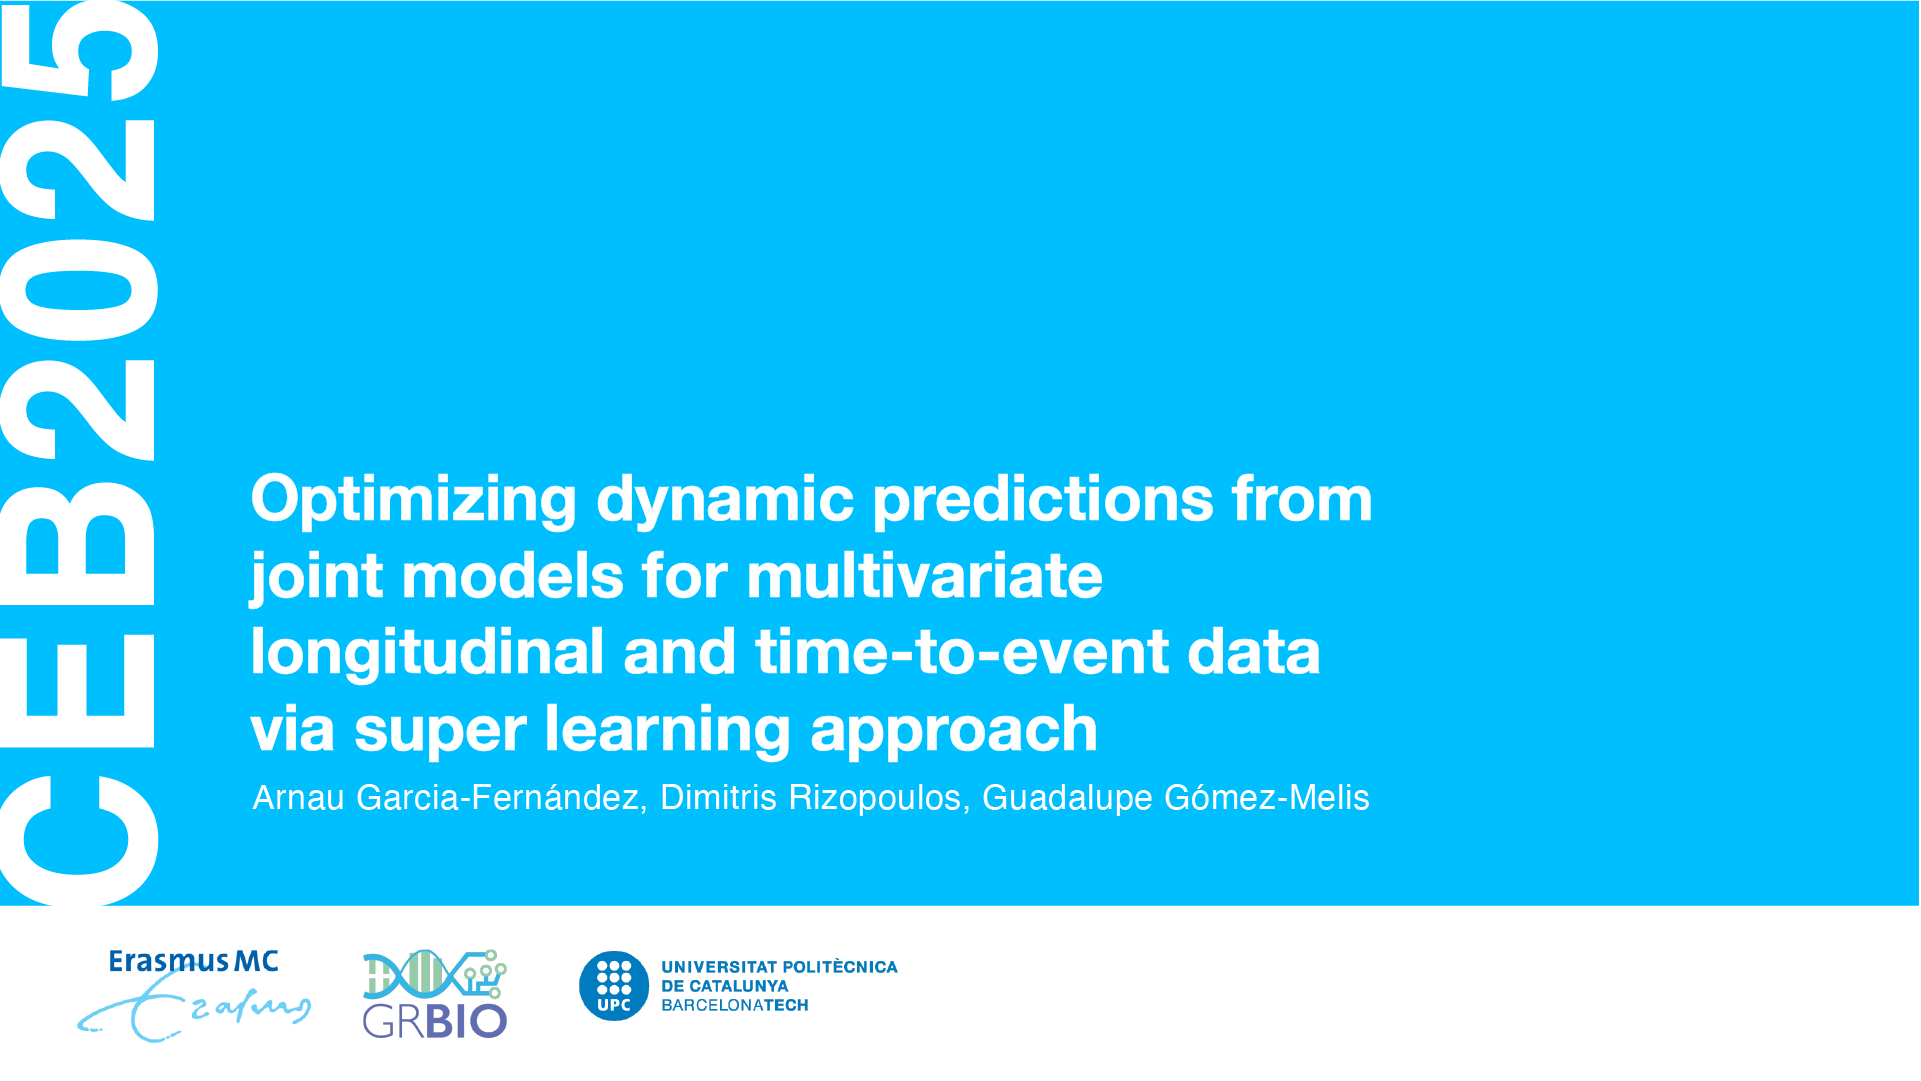 CEB2025
Optimizing dynamic predictions from
joint models for multivariate
longitudinal and time-to-event data
via super learning approach
Arnau Garcia-Fernández, Dimitris Rizopoulos, Guadalupe Gómez-Melis
Erasmus MC
Erasmus
GRBIO
UPC
UNIVERSITAT POLITÈCNICA
DE CATALUNYA
BARCELONATECH